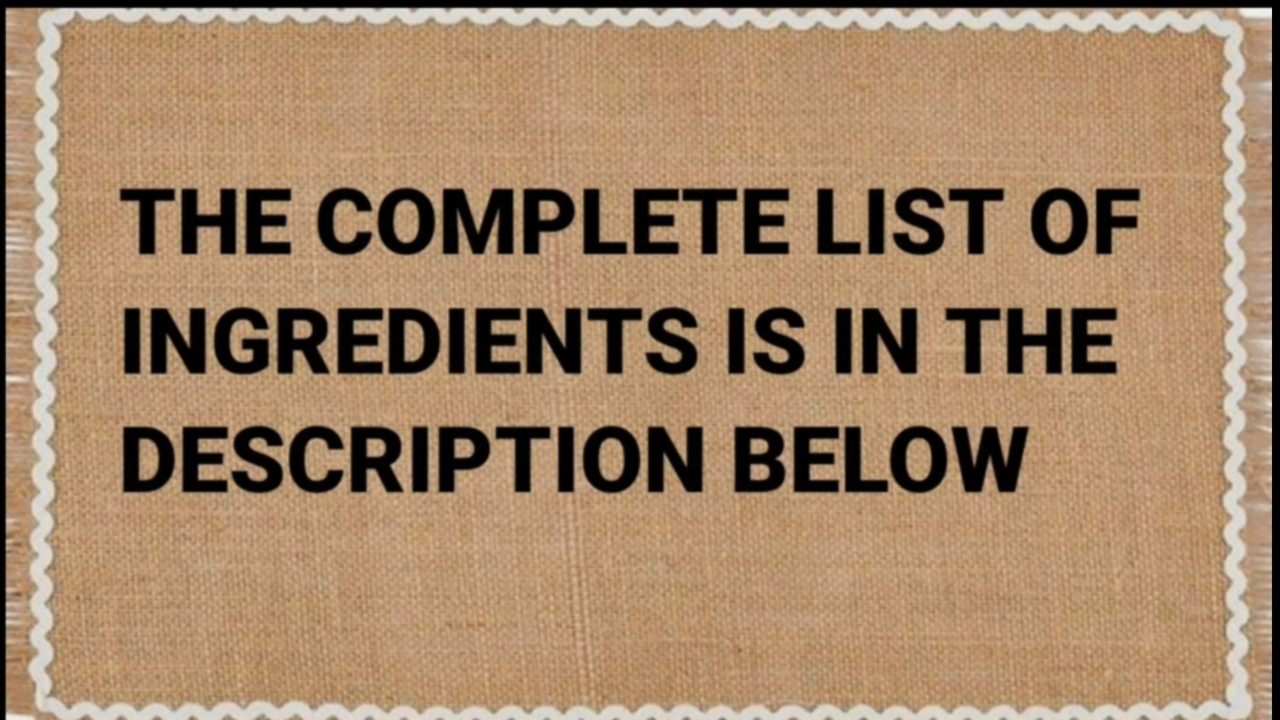 THE COMPLETE LIST OF
INGREDIENTS IS IN THE
DESCRIPTION BELOW